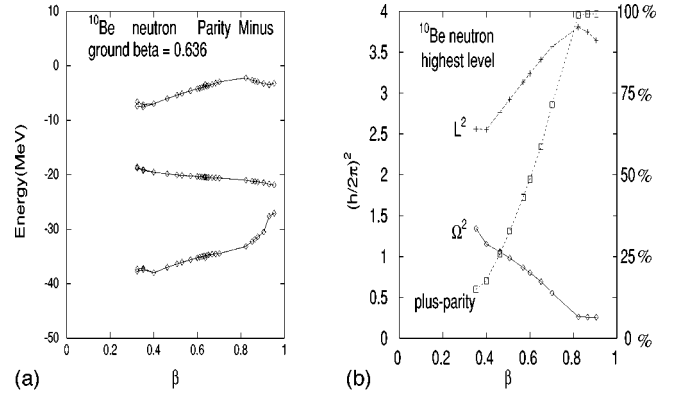 ¹⁰Be neutron Parity Minus
ground beta = 0.636
10
0
-10
-20
-30
-40
-50
Energy(MeV)
0 0.2 0.4 0.6 0.8 1
β
(a)
¹⁰Be neutron
highest level
4
3.5
3
2.5
2
1.5
1
0.5
0
(h/2π)²
L²
Ω²
plus-parity
100 %
75 %
50 %
25 %
0 %
0 0.2 0.4 0.6 0.8 1
β
(b)